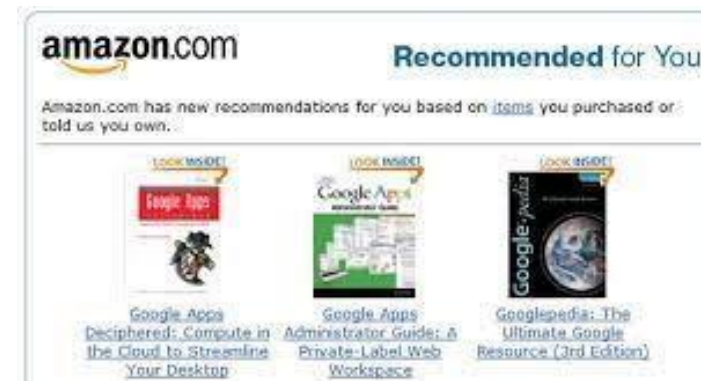 amazon.com
Recommended for You
Amazon.com has new recommendations for you based on items you purchased or
told us you own.
LOOK INSIDE!
LOOK INSIDE!
LOOK INSIDE!
Google Apps
Google Apps
Administrator Guide
Google-pedia
Google Apps
Deciphered: Compute in
the Cloud to Streamline
Your Desktop
Google Apps
Administrator Guide: A
Private-Label Web
Workspace
Googlepedia: The
Ultimate Google
Resource (3rd Edition)